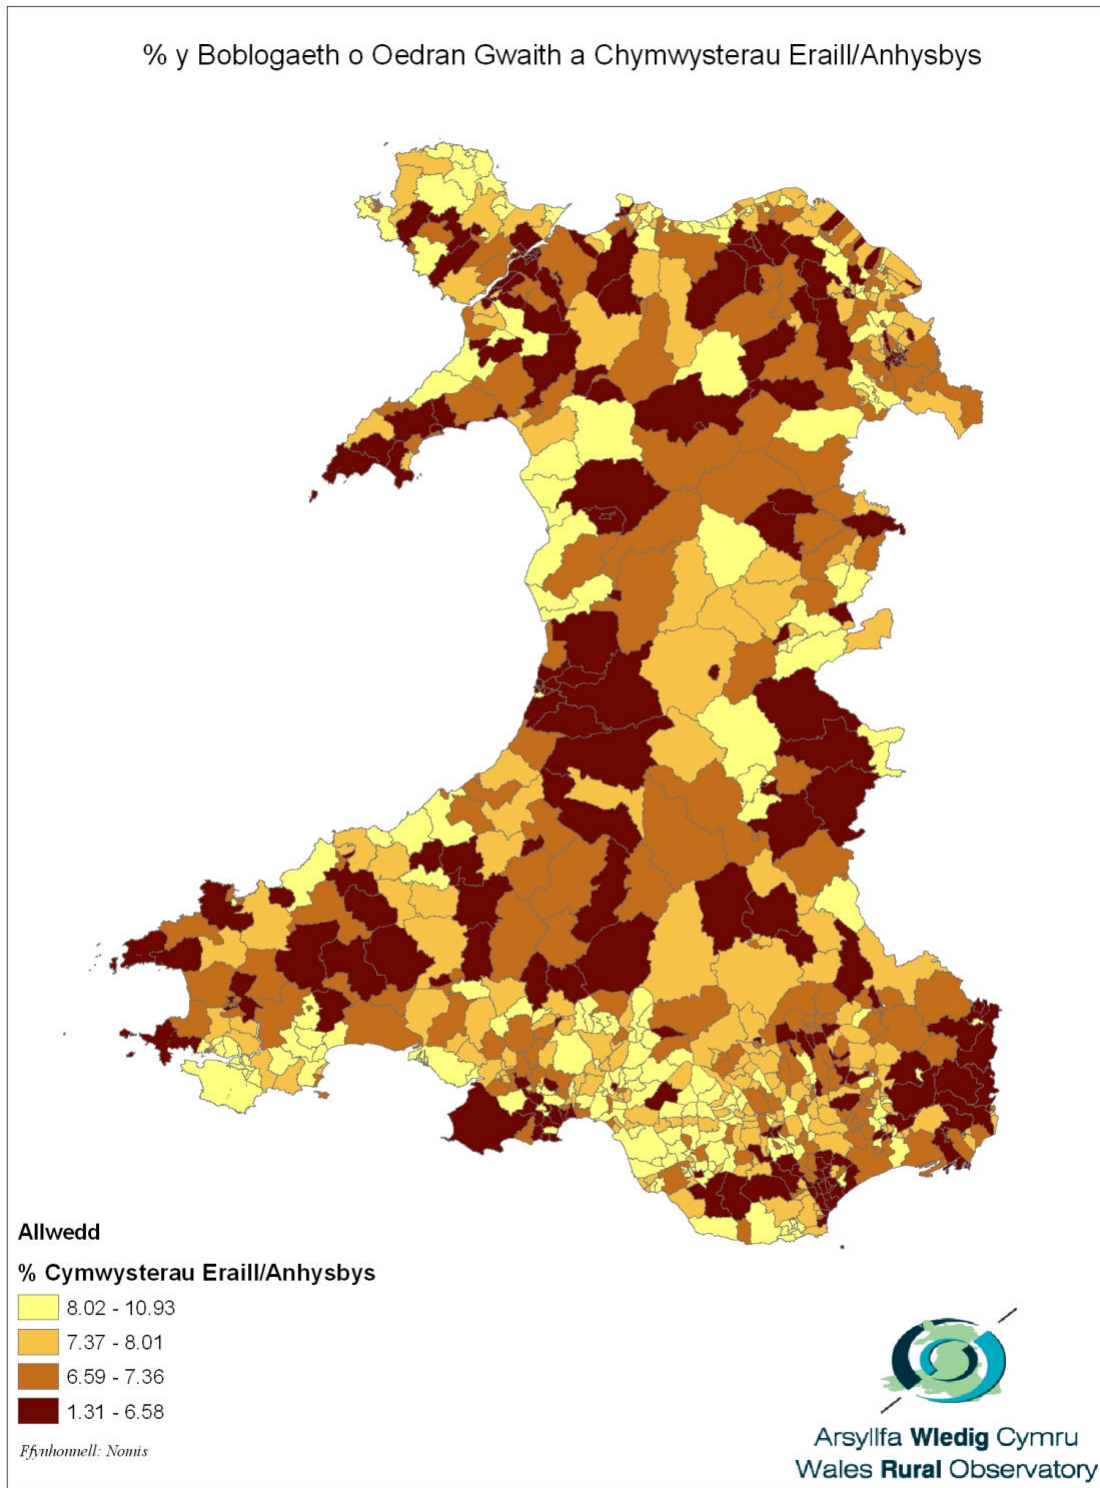 % y Boblogaeth o Oedran Gwaith a Chymwysterau Eraill/Anhysbys
Allwedd
% Cymwysterau Eraill/Anhysbys
8.02 - 10.93
7.37 - 8.01
6.59 - 7.36
1.31 - 6.58
Ffynhonnell: Nomis
Arsyllfa Wledig Cymru
Wales Rural Observatory